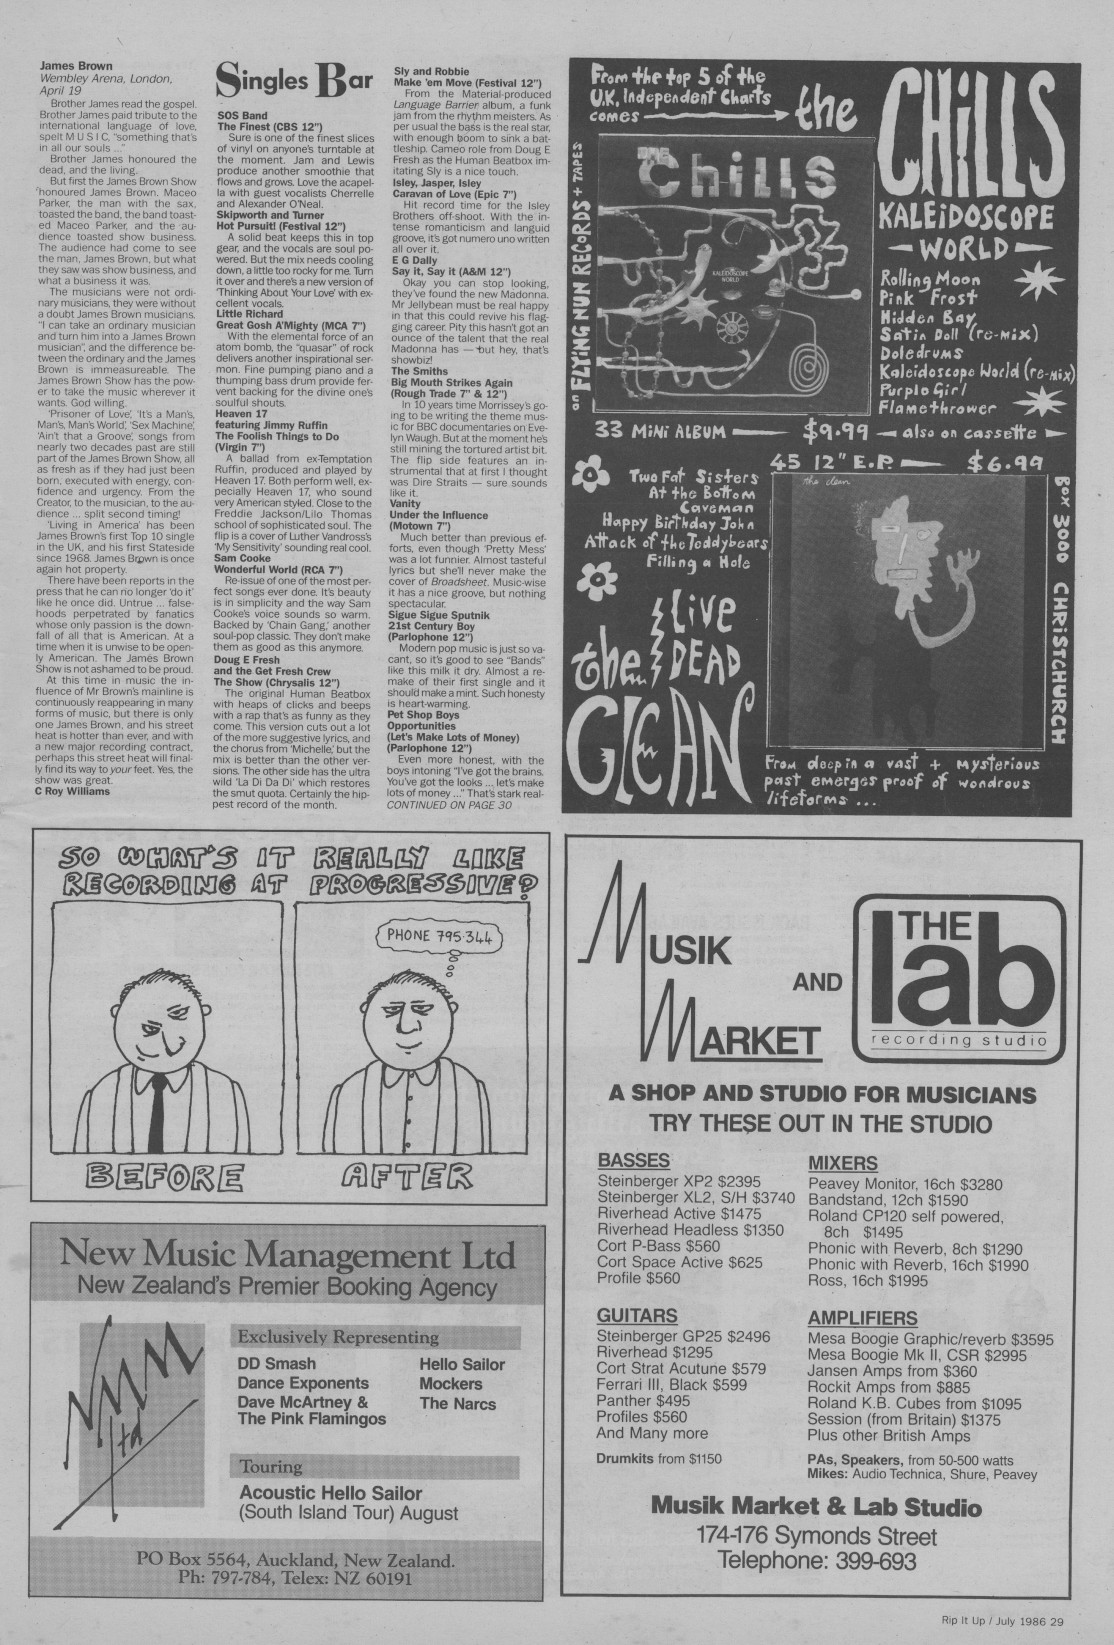 James Brown
Wembley Arena, London,
April 19
Brother James read the gospel.
Brother James paid tribute to the
international language of love,
spelt M U S I C, “something that's
in all our souls ...”
Brother James honoured the
dead, and the living.
But first the James Brown Show
honoured James Brown. Maceo
Parker, the man with the sax,
toasted the band, the band toast-
ed Maceo Parker, and the au-
dience toasted show business.
The audience had come to see
the man, James Brown, but what
they saw was show business, and
what a business it was.
The musicians were not ordi-
nary musicians, they were without
a doubt James Brown musicians.
“I can take an ordinary musician
and turn him into a James Brown
musician”, and the difference be-
tween the ordinary and the James
Brown is immeasureable. The
James Brown Show has the pow-
er to take the music wherever it
wants. God willing.
‘Prisoner of Love’, ‘It's a Man's,
Man's, Man's World’, ‘Sex Machine’,
‘Ain't that a Groove’, songs from
nearly two decades past are still
part of the James Brown Show, all
as fresh as if they had just been
born, executed with energy, con-
fidence and urgency. From the
Creator, to the musician, to the au-
dience ... split second timing!
‘Living in America’ has been
James Brown's first Top 10 single
in the UK, and his first Stateside
since 1968. James Brown is once
again hot property.
There have been reports in the
press that he can no longer ‘do it’
like he once did. Untrue ... false-
hoods perpetrated by fanatics
whose only passion is the down-
fall of all that is American. At a
time when it is unwise to be open-
ly American. The James Brown
Show is not ashamed to be proud.
At this time in music the in-
fluence of Mr Brown's mainline is
continuously reappearing in many
forms of music, but there is only
one James Brown, and his street
heat is hotter than ever, and with
a new major recording contract,
perhaps this street heat will final-
ly find its way to your feet. Yes, the
show was great.
C Roy Williams
Singles Bar
SOS Band
The Finest (CBS 12”)
Sure is one of the finest slices
of vinyl on anyone's turntable at
the moment. Jam and Lewis
produce another smoothie that
flows and grows. Love the acapel-
la with guest vocalists Cherrelle
and Alexander O'Neal.
Skipworth and Turner
Hot Pursuit! (Festival 12”)
A solid beat keeps this in top
gear, and the vocals are soul po-
wered. But the mix needs cooling
down, a little too rocky for me. Turn
it over and there's a new version of
‘Thinking About Your Love’ with ex-
cellent vocals.
Little Richard
Great Gosh A'Mighty (MCA 7”)
With the elemental force of an
atom bomb, the “quasar” of rock
delivers another inspirational ser-
mon. Fine pumping piano and a
thumping bass drum provide fer-
vent backing for the divine one's
soulful shouts.
Heaven 17
featuring Jimmy Ruffin
The Foolish Things to Do
(Virgin 7”)
A ballad from ex-Temptation
Ruffin, produced and played by
Heaven 17. Both perform well, es-
pecially Heaven 17, who sound
very American styled. Close to the
Freddie Jackson/Lilo Thomas
school of sophisticated soul. The
flip is a cover of Luther Vandross's
‘My Sensitivity’ sounding real cool.
Sam Cooke
Wonderful World (RCA 7”)
Re-issue of one of the most per-
fect songs ever done. It's beauty
is in simplicity and the way Sam
Cooke's voice sounds so warm.
Backed by ‘Chain Gang’, another
soul-pop classic. They don't make
them as good as this anymore.
Doug E Fresh
and the Get Fresh Crew
The Show (Chrysalis 12”)
The original Human Beatbox
with heaps of clicks and beeps
with a rap that's as funny as they
come. This version cuts out a lot
of the more suggestive lyrics, and
the chorus from ‘Michelle’, but the
mix is better than the other ver-
sions. The other side has the ultra
wild ‘La Di Da Di’ which restores
the smut quota. Certainly the hip-
pest record of the month.
Sly and Robbie
Make 'em Move (Festival 12”)
From the Material-produced
Language Barrier album, a funk
jam from the rhythm meisters. As
per usual the bass is the real star,
with enough boom to sink a bat-
tleship. Cameo role from Doug E
Fresh as the Human Beatbox im-
itating Sly is a nice touch.
Isley, Jasper, Isley
Caravan of Love (Epic 7”)
Hit record time for the Isley
Brothers off-shoot. With the in-
tense romanticism and languid
groove, it's got numero uno written
all over it.
E G Daily
Say it, Say it (A&M 12”)
Okay you can stop looking,
they've found the new Madonna.
Mr Jellybean must be real happy
in that this could revive his flag-
ging career. Pity this hasn't got an
ounce of the talent that the real
Madonna has — but hey, that's
showbiz!
The Smiths
Big Mouth Strikes Again
(Rough Trade 7” & 12”)
In 10 years time Morrissey's go-
ing to be writing the theme mus-
ic for BBC documentaries on Eve-
lyn Waugh. But at the moment he's
still mining the tortured artist bit.
The flip side features an in-
strumental that at first I thought
was Dire Straits — sure sounds
like it.
Vanity
Under the Influence
(Motown 7”)
Much better than previous ef-
forts, even though ‘Pretty Mess’
was a lot funnier. Almost tasteful
lyrics but she'll never make the
cover of Broadsheet. Music-wise
it has a nice groove, but nothing
spectacular.
Sigue Sigue Sputnik
21st Century Boy
(Parlophone 12”)
Modern pop music is just so va-
cant, so it's good to see “Bands”
like this milk it dry. Almost a re-
make of their first single and it
should make a mint. Such honesty
is heart-warming.
Pet Shop Boys
Opportunities
(Let's Make Lots of Money)
(Parlophone 12”)
Even more honest, with the
boys intoning “I've got the brains,
You've got the looks ... let's make
lots of money ...” That's stark real-
CONTINUED ON PAGE 30
From the top 5 of the
U.K. Independent Charts
comes
the
CHILLS
on FLYING NUN RECORDS + TAPES
THE
Chills
KALEIDOSCOPE
WORLD
KALEiDOSCOPE
WORLD
Rolling Moon
Pink Frost
Hidden Bay
Satin Doll (re-mix)
Doledrums
Kaleidoscope World (re-mix)
Purple Girl
Flamethrower
33 MiNi ALBUM $9.99 also on cassette
45 12" E.P. $6.99
Two Fat Sisters
At the Bottom
Caveman
Happy Birthday John
Attack of the Teddybears
Filling a Hole
the clean
BOX 3000 CHRISTCHURCH
LiVE
DEAD
the
CLEAN
From deep in a vast + mysterious
past emerges proof of wondrous
lifeforms ...
SO WHAT'S IT REALLY LIKE
RECORDING AT PROGRESSIVE?
PHONE 795·344
BEFORE
AFTER
New Music Management Ltd
New Zealand's Premier Booking Agency
NMM
ltd
Exclusively Representing
DD Smash
Dance Exponents
Dave McArtney &
The Pink Flamingos
Hello Sailor
Mockers
The Narcs
Touring
Acoustic Hello Sailor
(South Island Tour) August
PO Box 5564, Auckland, New Zealand.
Ph: 797-784, Telex: NZ 60191
MUSIK
MARKET
AND
THE
lab
recording studio
A SHOP AND STUDIO FOR MUSICIANS
TRY THESE OUT IN THE STUDIO
BASSES
Steinberger XP2 $2395
Steinberger XL2, S/H $3740
Riverhead Active $1475
Riverhead Headless $1350
Cort P-Bass $560
Cort Space Active $625
Profile $560
MIXERS
Peavey Monitor, 16ch $3280
Bandstand, 12ch $1590
Roland CP120 self powered,
8ch $1495
Phonic with Reverb, 8ch $1290
Phonic with Reverb, 16ch $1990
Ross, 16ch $1995
GUITARS
Steinberger GP25 $2496
Riverhead $1295
Cort Strat Acutune $579
Ferrari III, Black $599
Panther $495
Profiles $560
And Many more
Drumkits from $1150
AMPLIFIERS
Mesa Boogie Graphic/reverb $3595
Mesa Boogie Mk II, CSR $2995
Jansen Amps from $360
Rockit Amps from $885
Roland K.B. Cubes from $1095
Session (from Britain) $1375
Plus other British Amps
PAs, Speakers, from 50-500 watts
Mikes: Audio Technica, Shure, Peavey
Musik Market & Lab Studio
174-176 Symonds Street
Telephone: 399-693
Rip It Up / July 1986 29